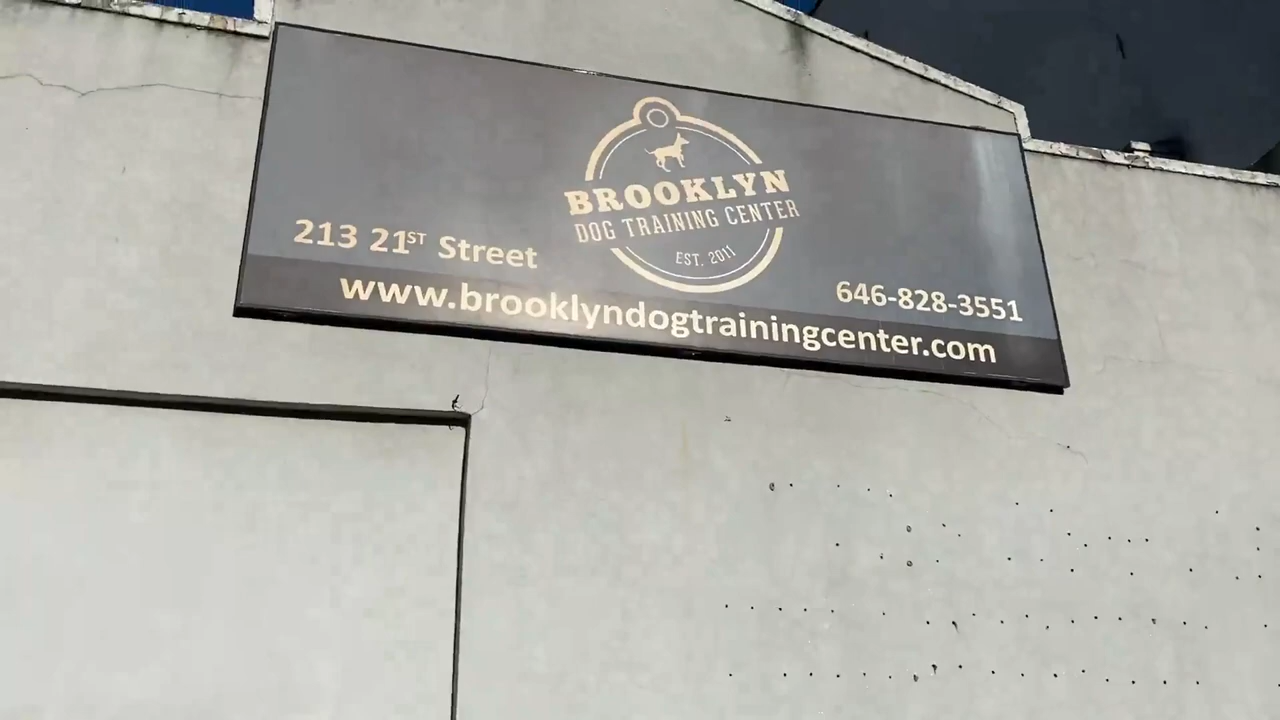 BROOKLYN
DOG TRAINING CENTER
EST. 2011
213 21ST Street
646-828-3551
www.brooklyndogtrainingcenter.com